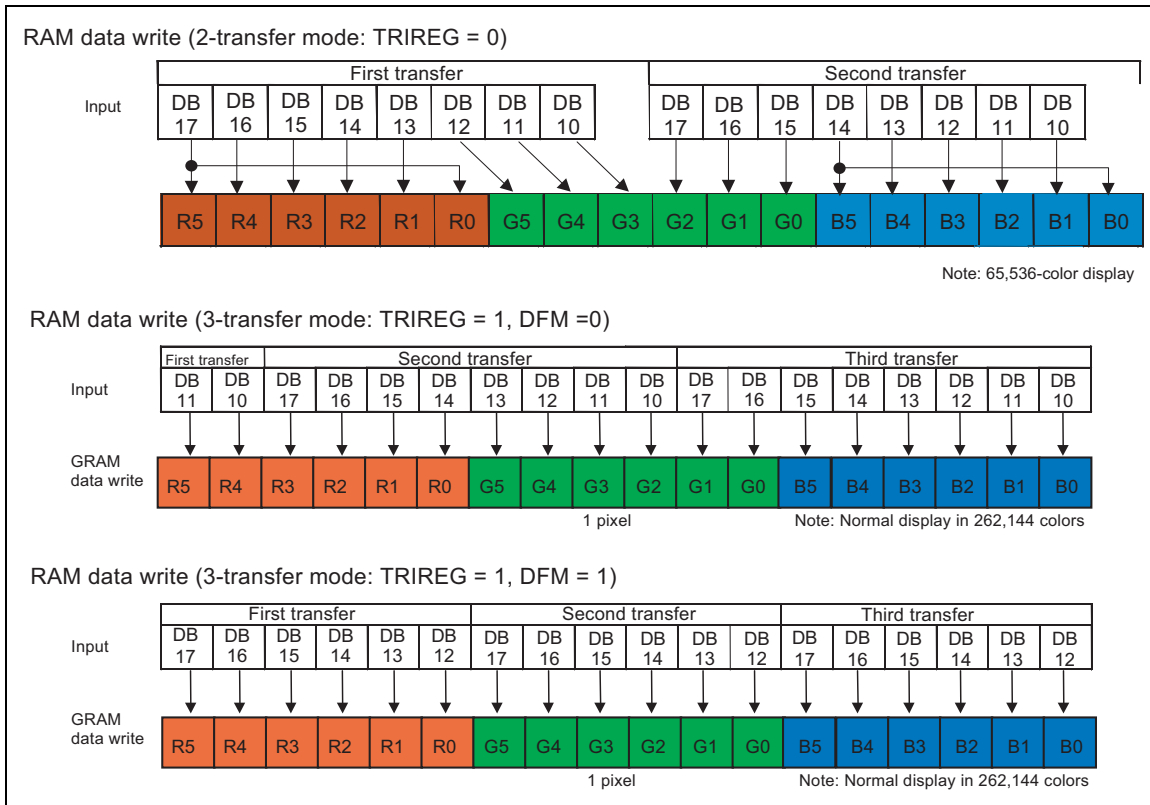 RAM data write (2-transfer mode: TRIREG = 0)
First transfer Second transfer
Input
DB 17 DB 16 DB 15 DB 14 DB 13 DB 12 DB 11 DB 10 DB 17 DB 16 DB 15 DB 14 DB 13 DB 12 DB 11 DB 10
R5 R4 R3 R2 R1 R0 G5 G4 G3 G2 G1 G0 B5 B4 B3 B2 B1 B0
Note: 65,536-color display
RAM data write (3-transfer mode: TRIREG = 1, DFM =0)
First transfer Second transfer Third transfer
Input
DB 11 DB 10 DB 17 DB 16 DB 15 DB 14 DB 13 DB 12 DB 11 DB 10 DB 17 DB 16 DB 15 DB 14 DB 13 DB 12 DB 11 DB 10
GRAM
data write
R5 R4 R3 R2 R1 R0 G5 G4 G3 G2 G1 G0 B5 B4 B3 B2 B1 B0
1 pixel Note: Normal display in 262,144 colors
RAM data write (3-transfer mode: TRIREG = 1, DFM = 1)
First transfer Second transfer Third transfer
Input
DB 17 DB 16 DB 15 DB 14 DB 13 DB 12 DB 17 DB 16 DB 15 DB 14 DB 13 DB 12 DB 17 DB 16 DB 15 DB 14 DB 13 DB 12
GRAM
data write
R5 R4 R3 R2 R1 R0 G5 G4 G3 G2 G1 G0 B5 B4 B3 B2 B1 B0
1 pixel Note: Normal display in 262,144 colors